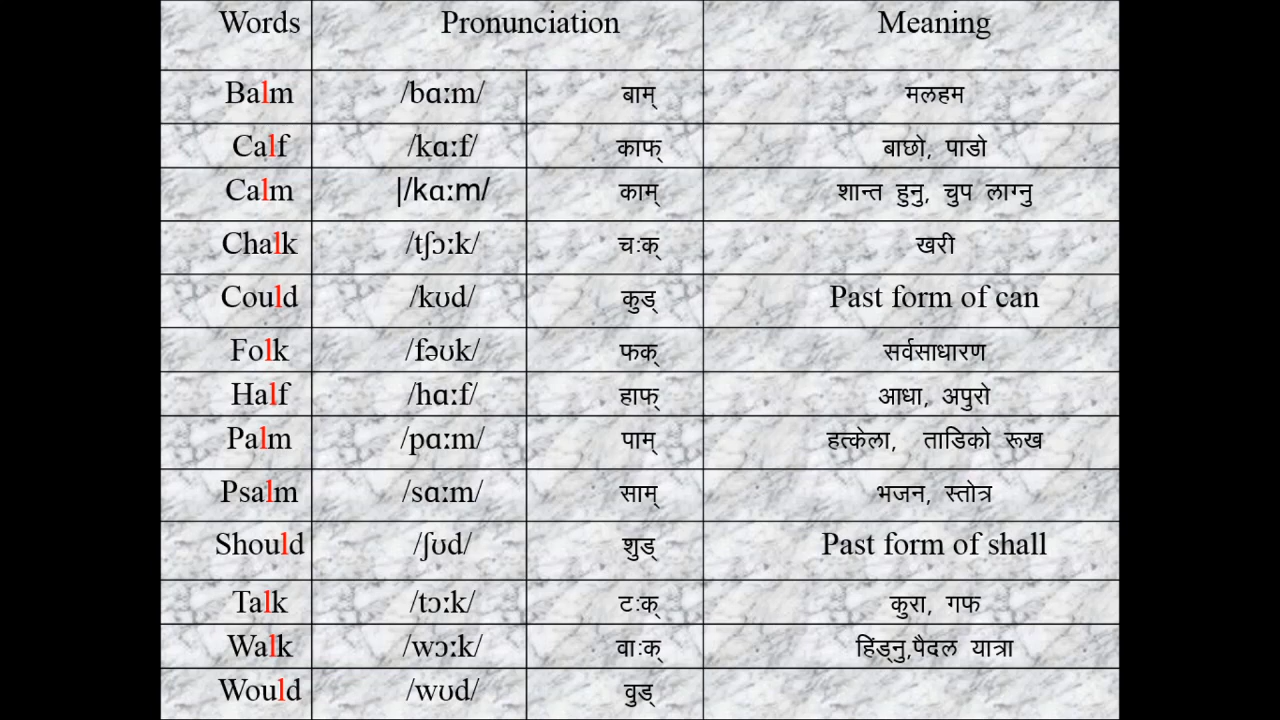 Words Pronunciation Meaning
Balm /bɑːm/ बाम् मलहम
Calf /kɑːf/ काफ् बाछो, पाडो
Calm |/kɑːm/ काम् शान्त हुनु, चुप लाग्नु
Chalk /tʃɔːk/ चःक् खरी
Could /kʊd/ कुड् Past form of can
Folk /fəʊk/ फक् सर्वसाधारण
Half /hɑːf/ हाफ् आधा, अपुरो
Palm /pɑːm/ पाम् हत्केला, ताडिको रूख
Psalm /sɑːm/ साम् भजन, स्तोत्र
Should /ʃʊd/ शुड् Past form of shall
Talk /tɔːk/ टःक् कुरा, गफ
Walk /wɔːk/ वाःक् हिंड्नु,पैदल यात्रा
Would /wʊd/ वुड्